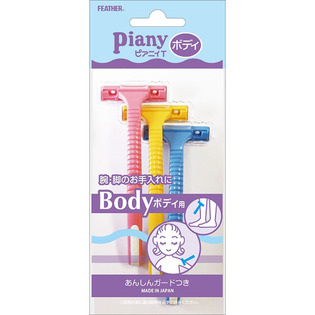 FEATHER®
Piany
ピアニィT
ボディ
腕・脚のお手入れに
Body ボディ用
あんしんガードつき
MADE IN JAPAN